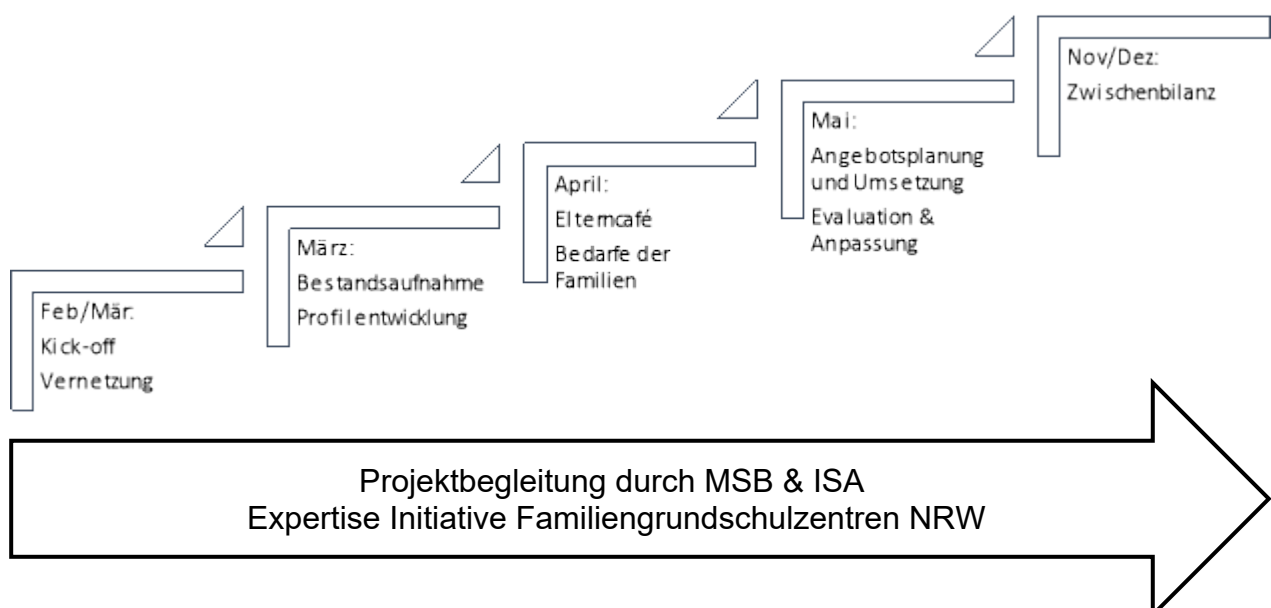 Feb/Mär:
Kick-off
Vernetzung
März:
Bestandsaufnahme
Profilentwicklung
April:
Elterncafé
Bedarfe der
Familien
Mai:
Angebotsplanung
und Umsetzung
Evaluation &
Anpassung
Nov/Dez:
Zwischenbilanz
Projektbegleitung durch MSB & ISA
Expertise Initiative Familiengrundschulzentren NRW